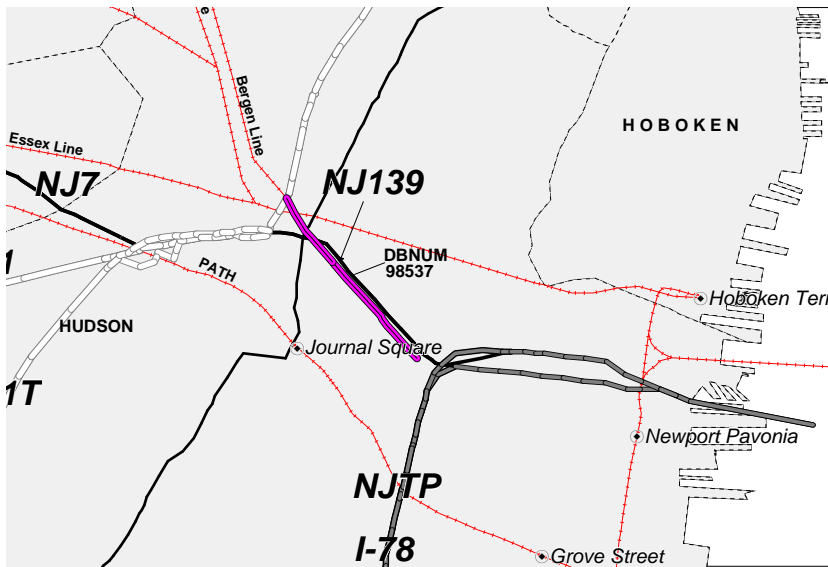 Bergen Line
HOBOKEN
Essex Line
NJ7
NJ139
DBNUM
98537
PATH
HUDSON
Hoboken Ter
Journal Square
1T
Newport Pavonia
NJTP
I-78
Grove Street